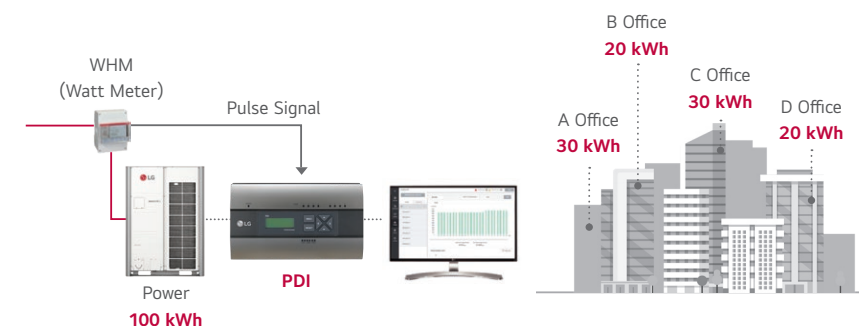 WHM
(Watt Meter)
Pulse Signal
LG
LG
PDI
Power
100 kWh
B Office
20 kWh
C Office
30 kWh
A Office
30 kWh
D Office
20 kWh